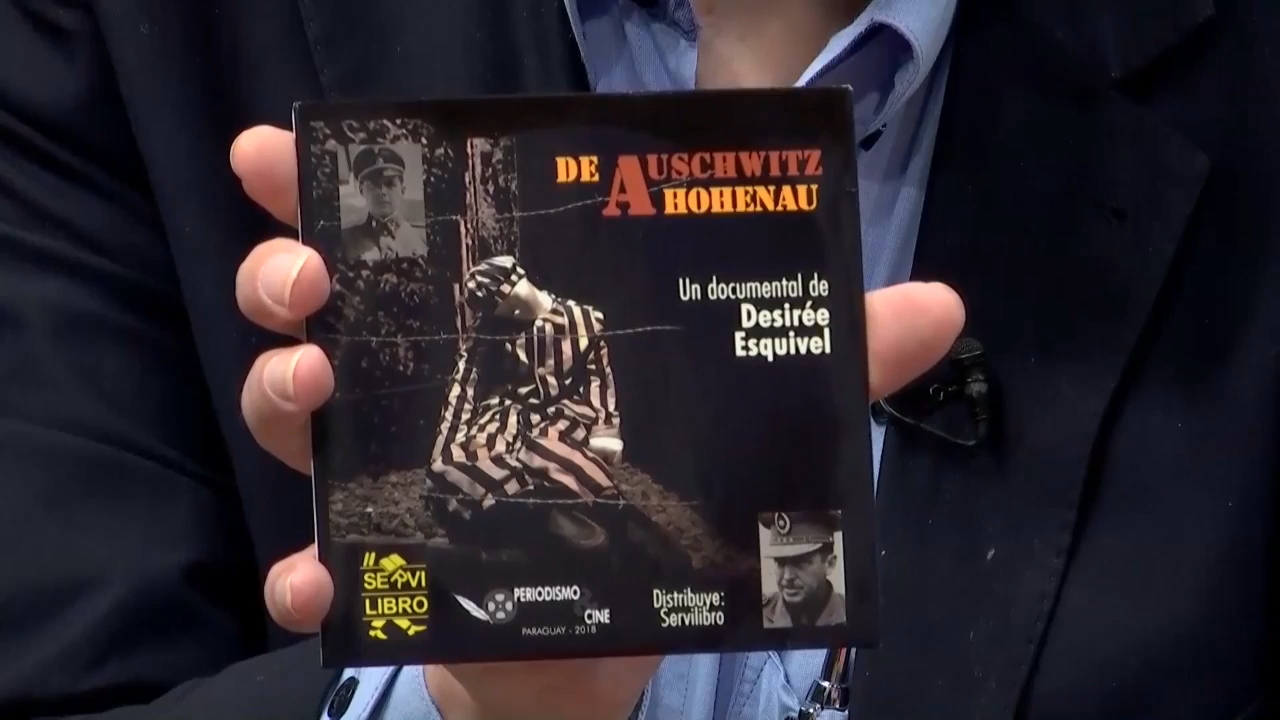 DE AUSCHWITZ
A HOHENAU
Un documental de
Desirée
Esquivel
SERVI
LIBRO
PERIODISMO
CINE
PARAGUAY - 2018
Distribuye:
Servilibro